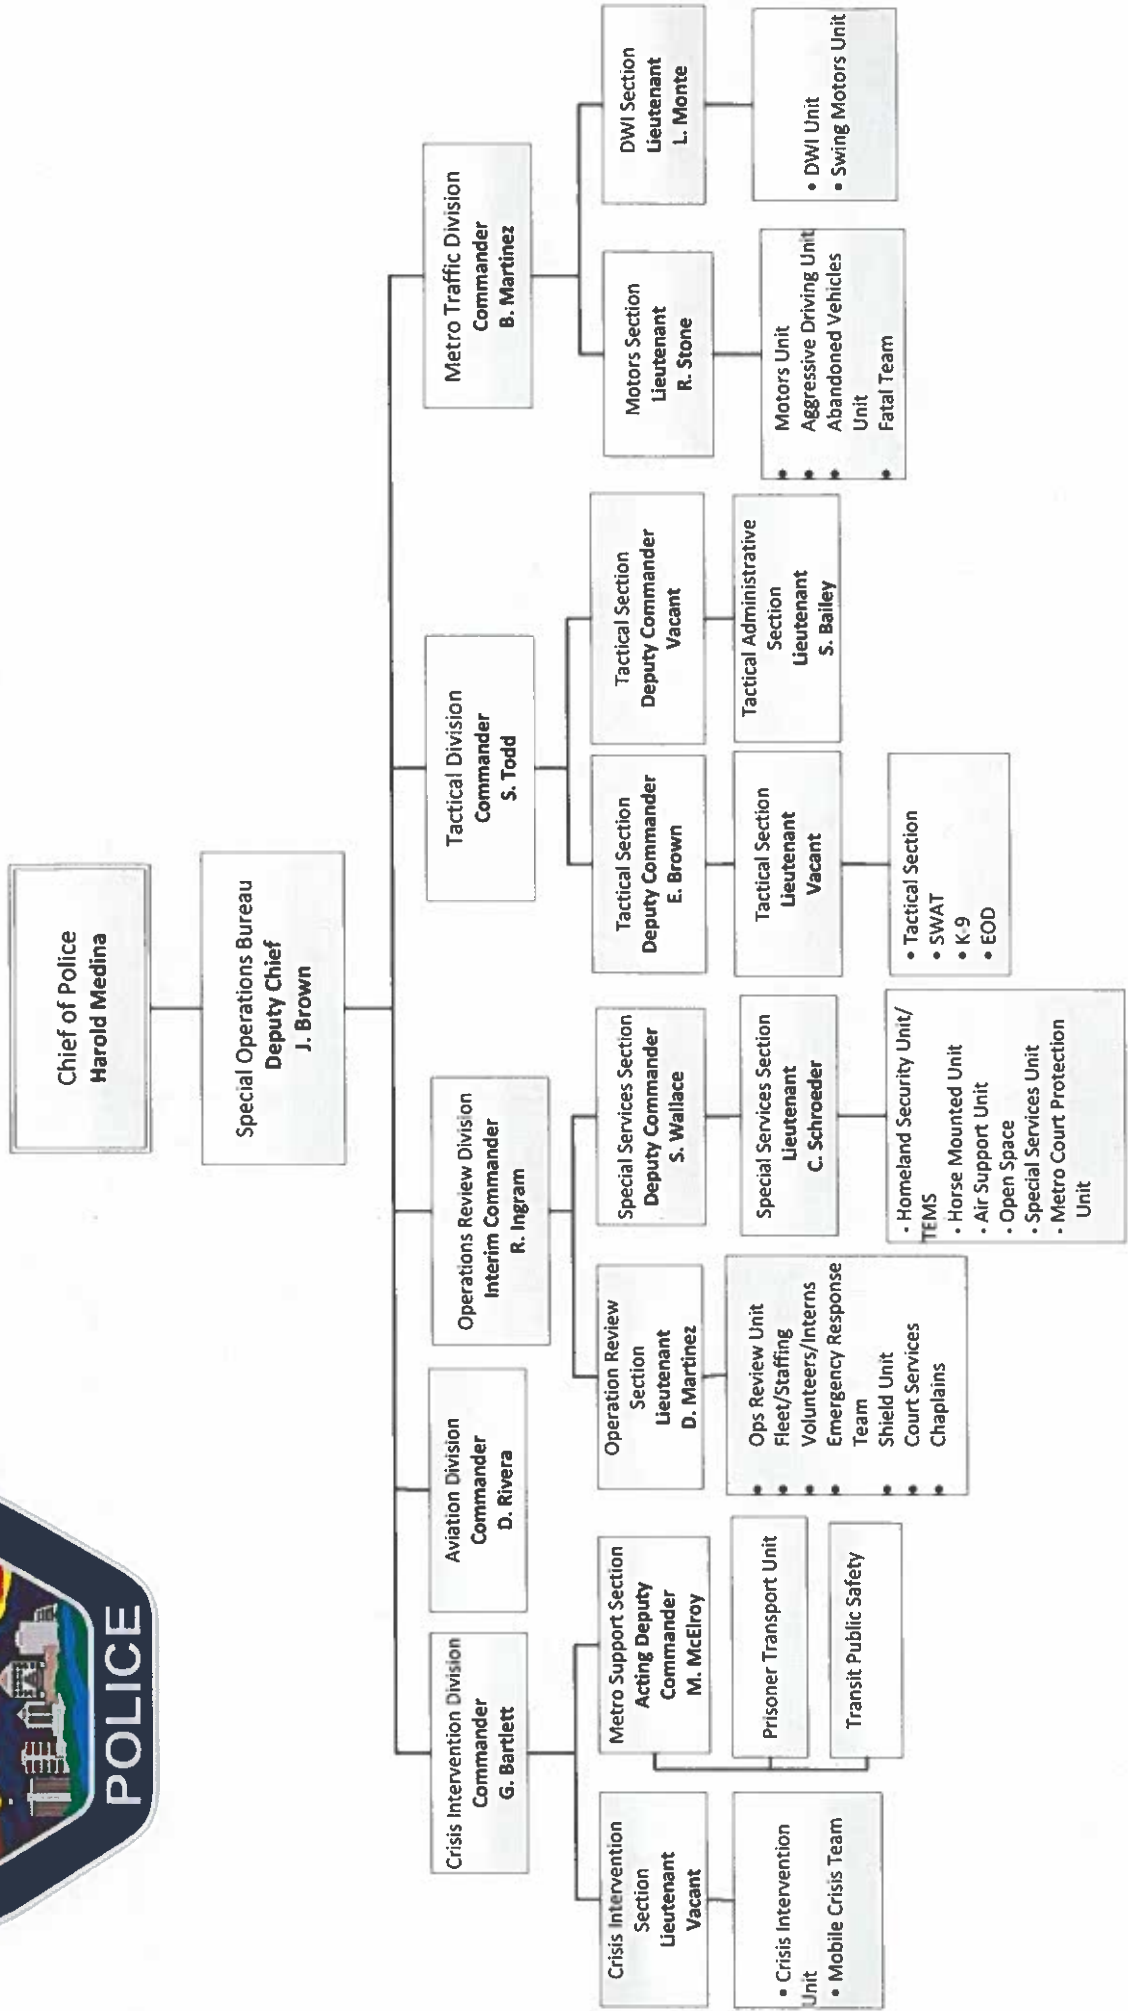 POLICE
Chief of Police
Harold Medina
Special Operations Bureau
Deputy Chief
J. Brown
Crisis Intervention Division
Commander
G. Bartlett
Aviation Division
Commander
D. Rivera
Operations Review Division
Interim Commander
R. Ingram
Tactical Division
Commander
S. Todd
Metro Traffic Division
Commander
B. Martinez
Crisis Intervention
Section
Lieutenant
Vacant
Metro Support Section
Acting Deputy
Commander
M. McElroy
Operation Review
Section
Lieutenant
D. Martinez
Special Services Section
Deputy Commander
S. Wallace
Tactical Section
Deputy Commander
E. Brown
Tactical Section
Deputy Commander
Vacant
Motors Section
Lieutenant
R. Stone
DWI Section
Lieutenant
L. Monte
• Crisis Intervention
Unit
• Mobile Crisis Team
Prisoner Transport Unit
Transit Public Safety
• Ops Review Unit
• Fleet/Staffing
• Volunteers/Interns
• Emergency Response
Team
• Shield Unit
• Court Services
• Chaplains
Special Services Section
Lieutenant
C. Schroeder
• Homeland Security Unit/
TEMS
• Horse Mounted Unit
• Air Support Unit
• Open Space
• Special Services Unit
• Metro Court Protection
Unit
Tactical Section
Lieutenant
Vacant
• Tactical Section
• SWAT
• K-9
• EOD
Tactical Administrative
Section
Lieutenant
S. Bailey
• Motors Unit
• Aggressive Driving Unit
• Abandoned Vehicles
Unit
• Fatal Team
• DWI Unit
• Swing Motors Unit